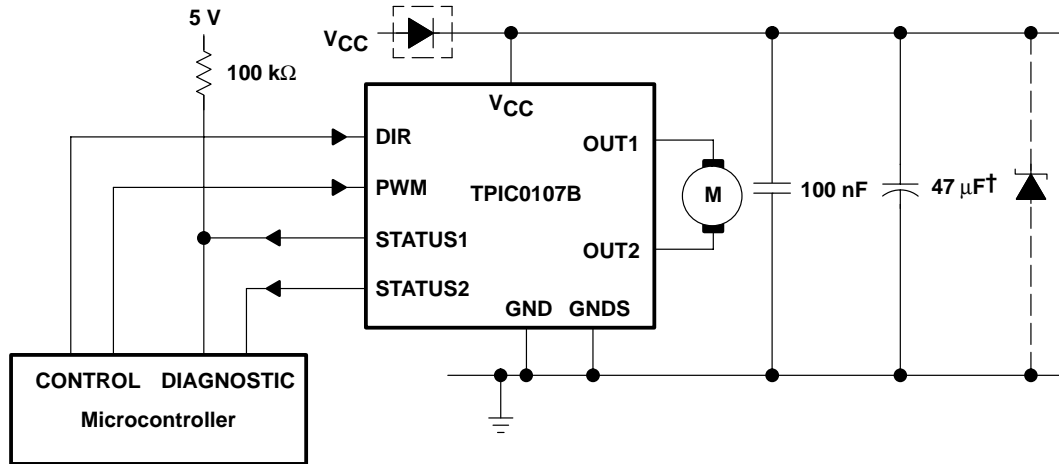 5 V
100 kΩ
VCC
VCC
DIR
PWM
STATUS1
STATUS2
TPIC0107B
OUT1
OUT2
GND GNDS
M
100 nF
47 μF†
CONTROL DIAGNOSTIC
Microcontroller